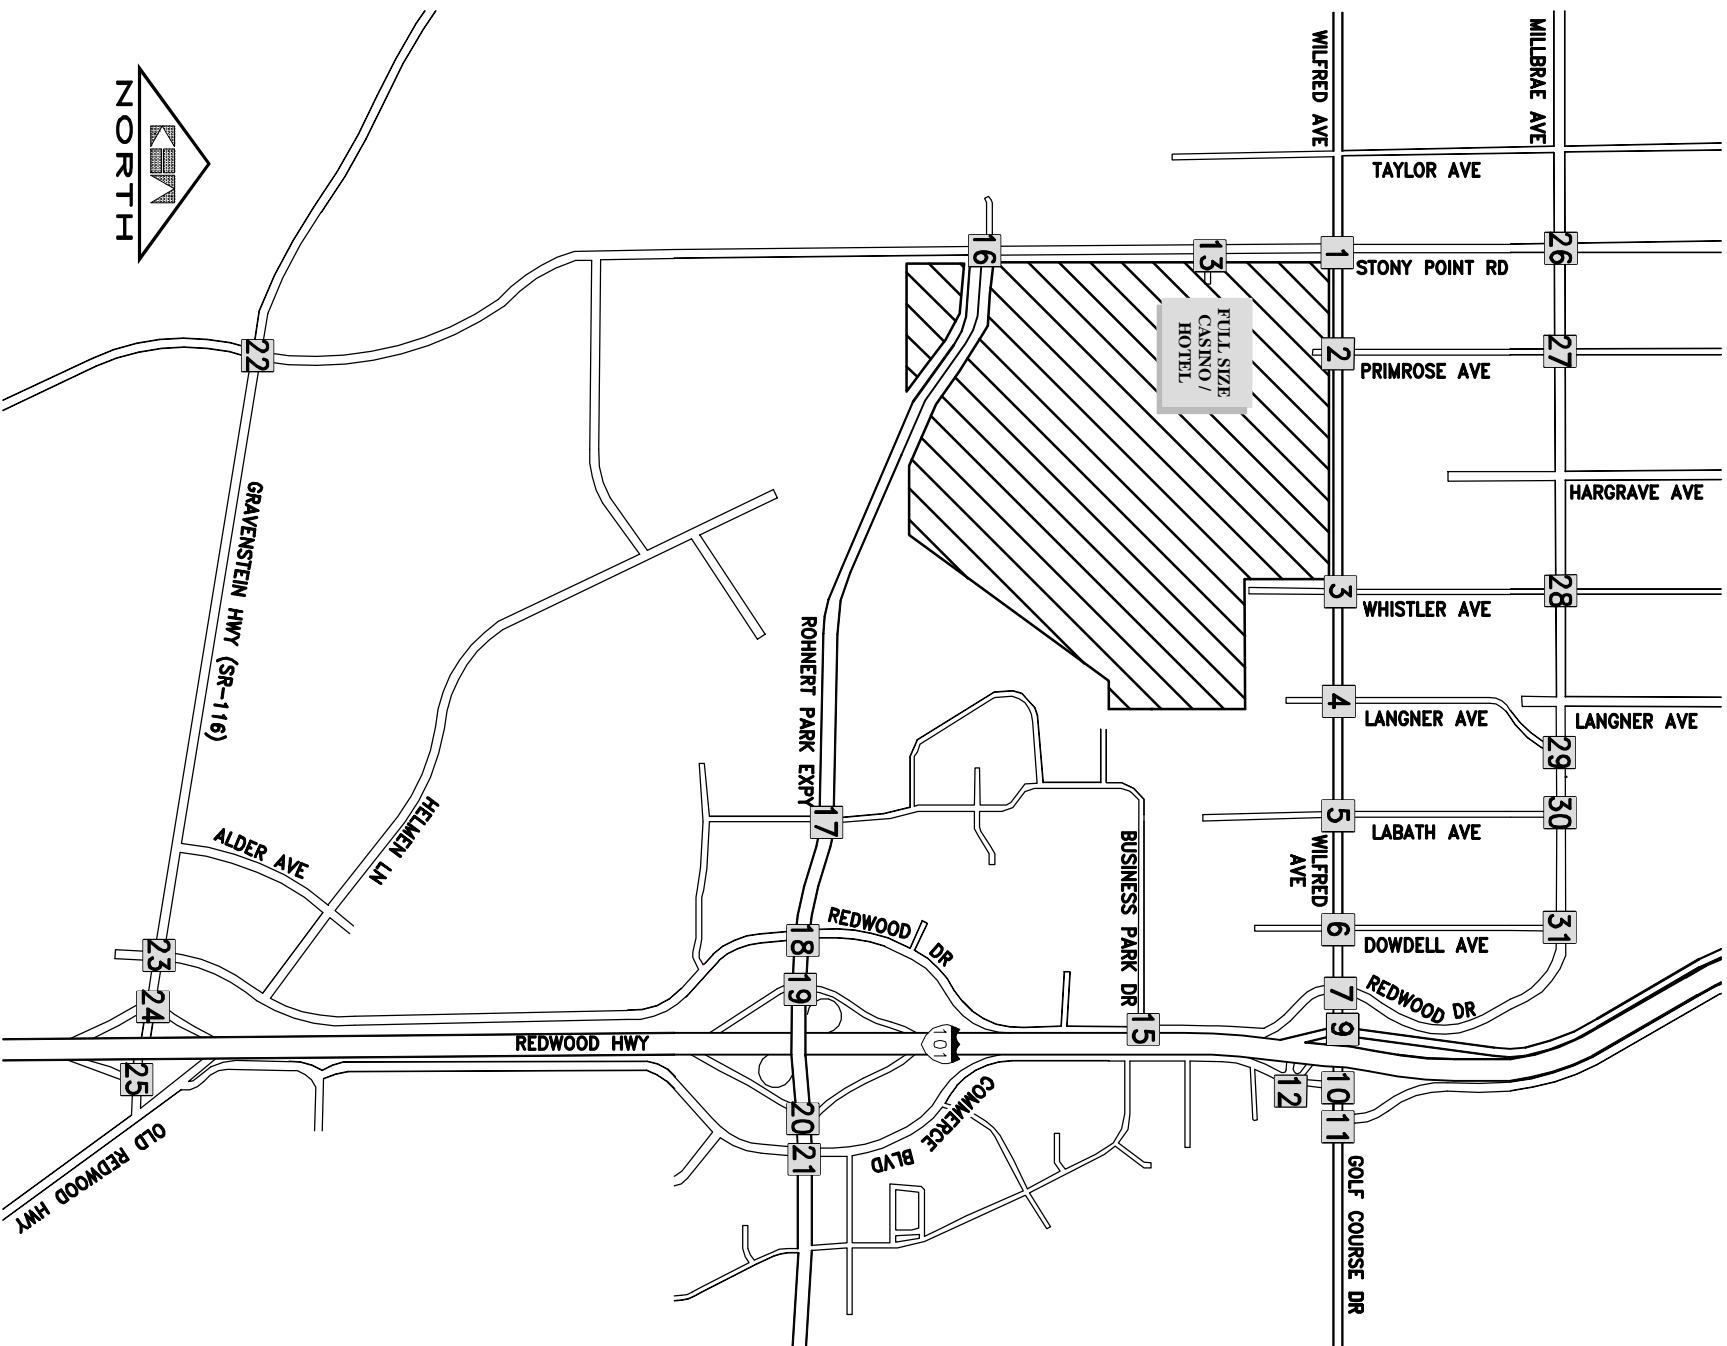 WILFRED AVE
MILLBRAE AVE
TAYLOR AVE
NORTH
16
13
1
26
STONY POINT RD
FULL SIZE
CASINO /
HOTEL
22
2
27
PRIMROSE AVE
HARGRAVE AVE
GRAVENSTEIN HWY (SR-116)
3
28
WHISTLER AVE
ROHNERT PARK EXPY
4
LANGNER AVE
LANGNER AVE
29
17
5
30
LABATH AVE
HELMEN LN
ALDER AVE
BUSINESS PARK DR
WILFRED
AVE
REDWOOD DR
6
31
DOWDELL AVE
23
18
24
19
7
REDWOOD DR
REDWOOD HWY
101
15
9
25
12
10
COMMERCE BLVD
20
11
21
OLD REDWOOD HWY
GOLF COURSE DR